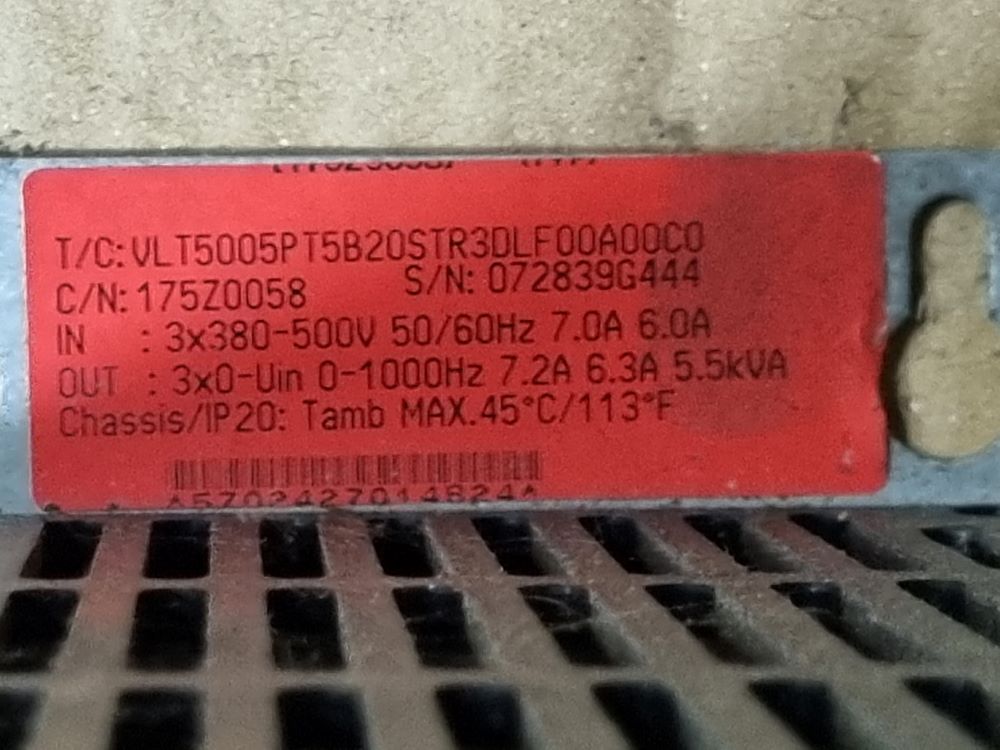 T/C: VLT5005PT5B20STR3DLF00A00C0
C/N: 175Z0058 S/N: 072839G444
IN : 3x380-500V 50/60Hz 7.0A 6.0A
OUT : 3x0-Uin 0-1000Hz 7.2A 6.3A 5.5kVA
Chassis/IP20: Tamb MAX.45°C/113°F